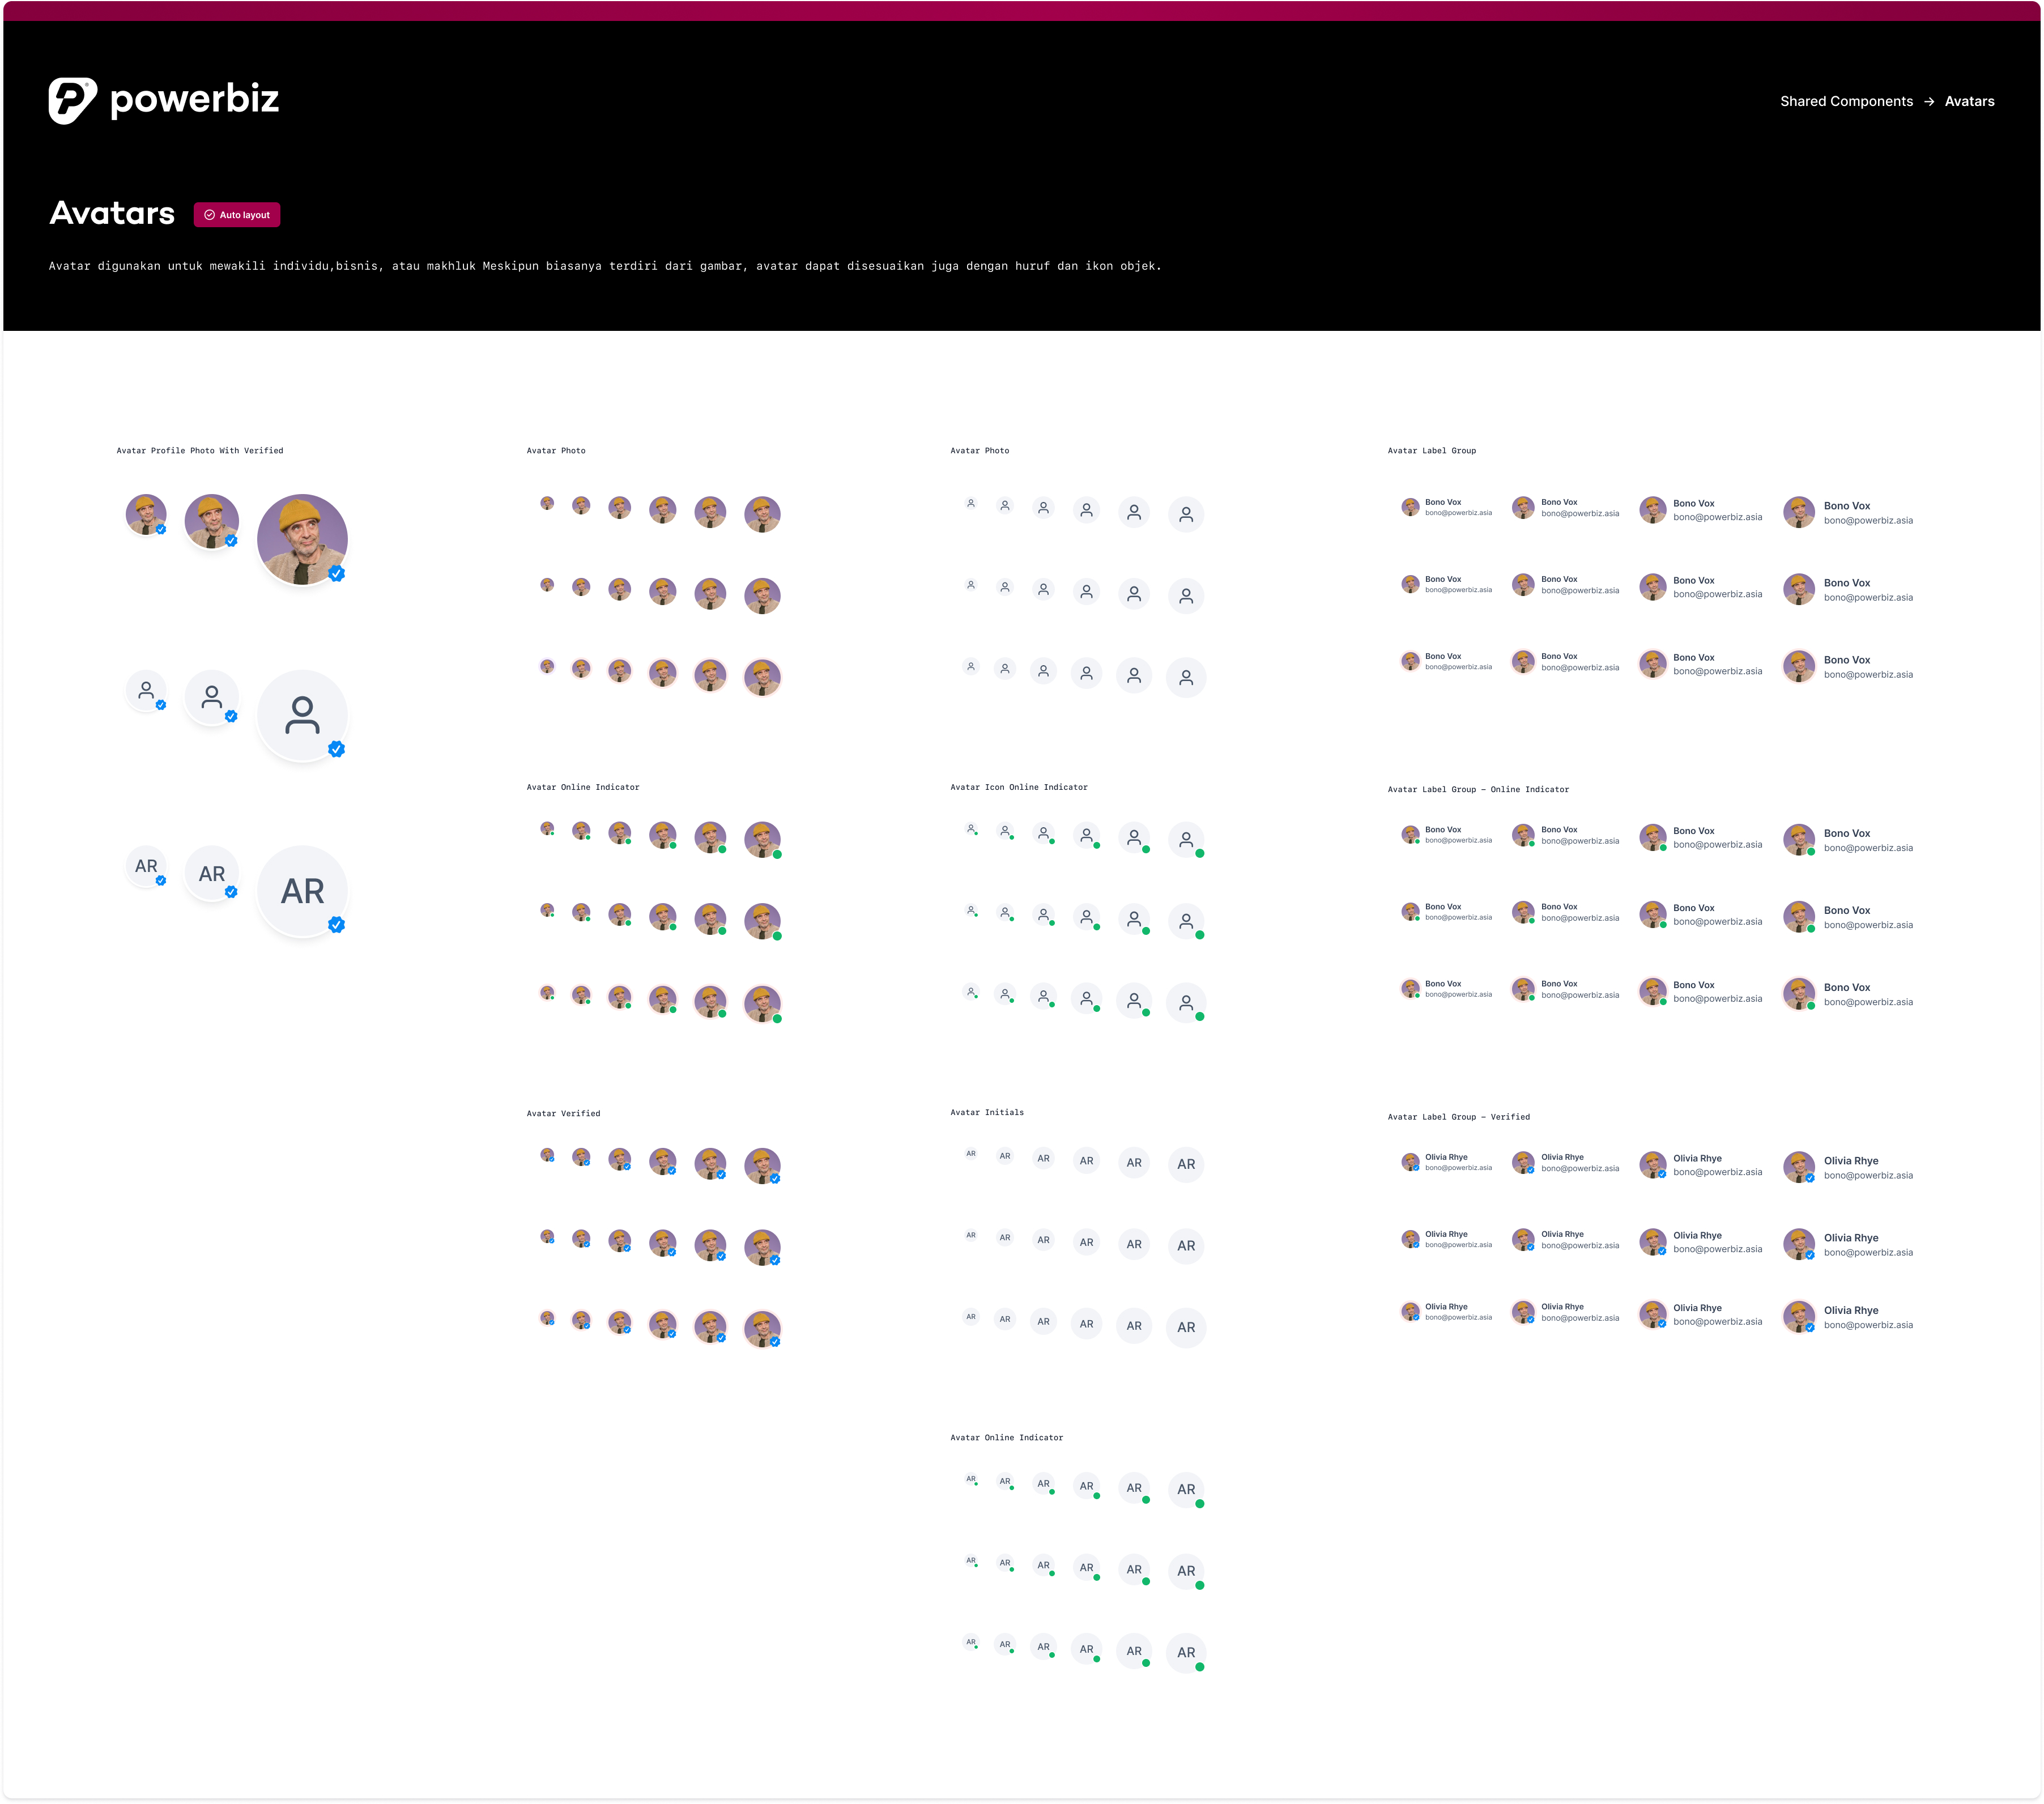 powerbiz
Shared Components → Avatars
Avatars
Auto layout
Avatar digunakan untuk mewakili individu,bisnis, atau makhluk Meskipun biasanya terdiri dari gambar, avatar dapat disesuaikan juga dengan huruf dan ikon objek.
Avatar Profile Photo With Verified
AR AR AR
Avatar Photo
Avatar Online Indicator
Avatar Verified
Avatar Photo
Avatar Icon Online Indicator
Avatar Initials
AR AR AR AR AR AR
AR AR AR AR AR AR
AR AR AR AR AR AR
Avatar Online Indicator
AR AR AR AR AR AR
AR AR AR AR AR AR
AR AR AR AR AR AR
Avatar Label Group
Bono Vox Bono Vox Bono Vox Bono Vox
bono@powerbiz.asia bono@powerbiz.asia bono@powerbiz.asia bono@powerbiz.asia
Bono Vox Bono Vox Bono Vox Bono Vox
bono@powerbiz.asia bono@powerbiz.asia bono@powerbiz.asia bono@powerbiz.asia
Bono Vox Bono Vox Bono Vox Bono Vox
bono@powerbiz.asia bono@powerbiz.asia bono@powerbiz.asia bono@powerbiz.asia
Avatar Label Group - Online Indicator
Bono Vox Bono Vox Bono Vox Bono Vox
bono@powerbiz.asia bono@powerbiz.asia bono@powerbiz.asia bono@powerbiz.asia
Bono Vox Bono Vox Bono Vox Bono Vox
bono@powerbiz.asia bono@powerbiz.asia bono@powerbiz.asia bono@powerbiz.asia
Bono Vox Bono Vox Bono Vox Bono Vox
bono@powerbiz.asia bono@powerbiz.asia bono@powerbiz.asia bono@powerbiz.asia
Avatar Label Group - Verified
Olivia Rhye Olivia Rhye Olivia Rhye Olivia Rhye
bono@powerbiz.asia bono@powerbiz.asia bono@powerbiz.asia bono@powerbiz.asia
Olivia Rhye Olivia Rhye Olivia Rhye Olivia Rhye
bono@powerbiz.asia bono@powerbiz.asia bono@powerbiz.asia bono@powerbiz.asia
Olivia Rhye Olivia Rhye Olivia Rhye Olivia Rhye
bono@powerbiz.asia bono@powerbiz.asia bono@powerbiz.asia bono@powerbiz.asia